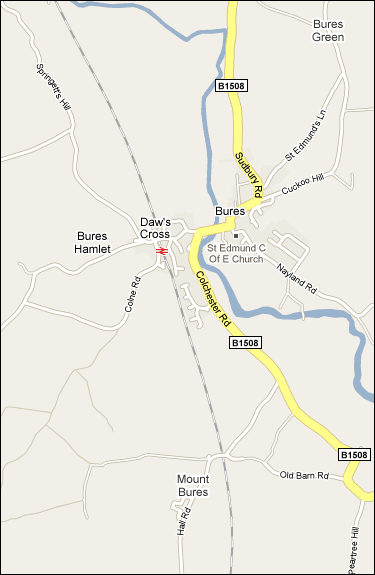 Bures
Green
Springett's Hill
B1508
St Edmund's Ln
Sudbury Rd
Cuckoo Hill
Bures
Daw's
Cross
Bures
Hamlet
St Edmund C
Of E Church
Nayland Rd
Colne Rd
Colchester Rd
B1508
B1508
Old Barn Rd
Mount
Bures
Hall Rd
Peartree Hill